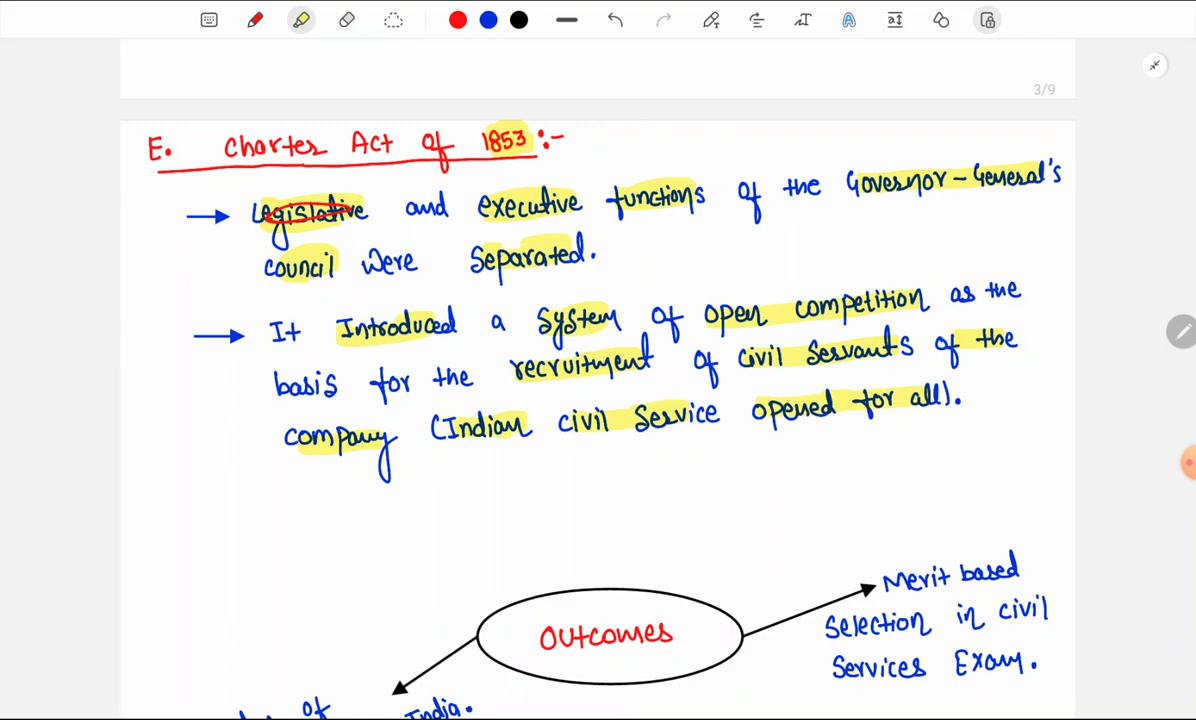 3/9
E. Charter Act of 1853 :-
→ Legislative and executive functions of the Governor-General's
council were separated.
→ It Introduced a system of open competition as the
basis for the recruitment of civil servants of the
company (Indian civil service opened for all).
Merit based
Selection in civil
Services Exam.
Outcomes
of India.